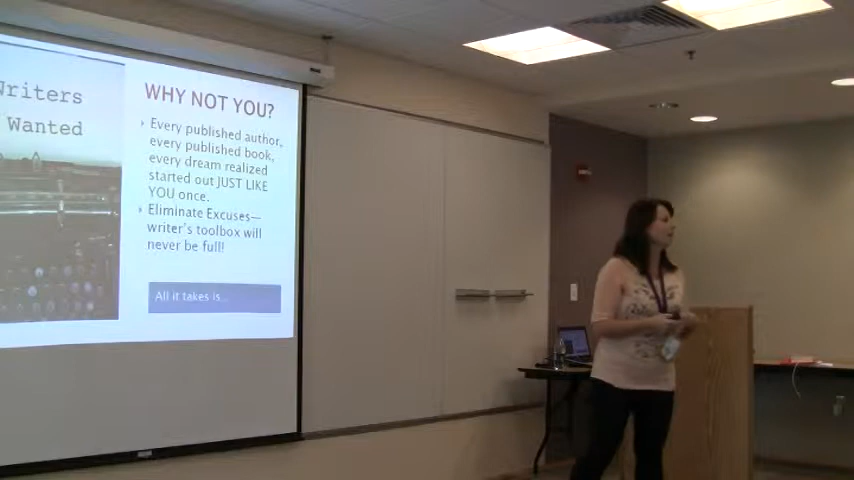 Writers
Wanted
WHY NOT YOU?
Every published author,
every published book,
every dream realized
started out JUST LIKE
YOU once.
Eliminate Excuses—
writer's toolbox will
never be full!
All it takes is...